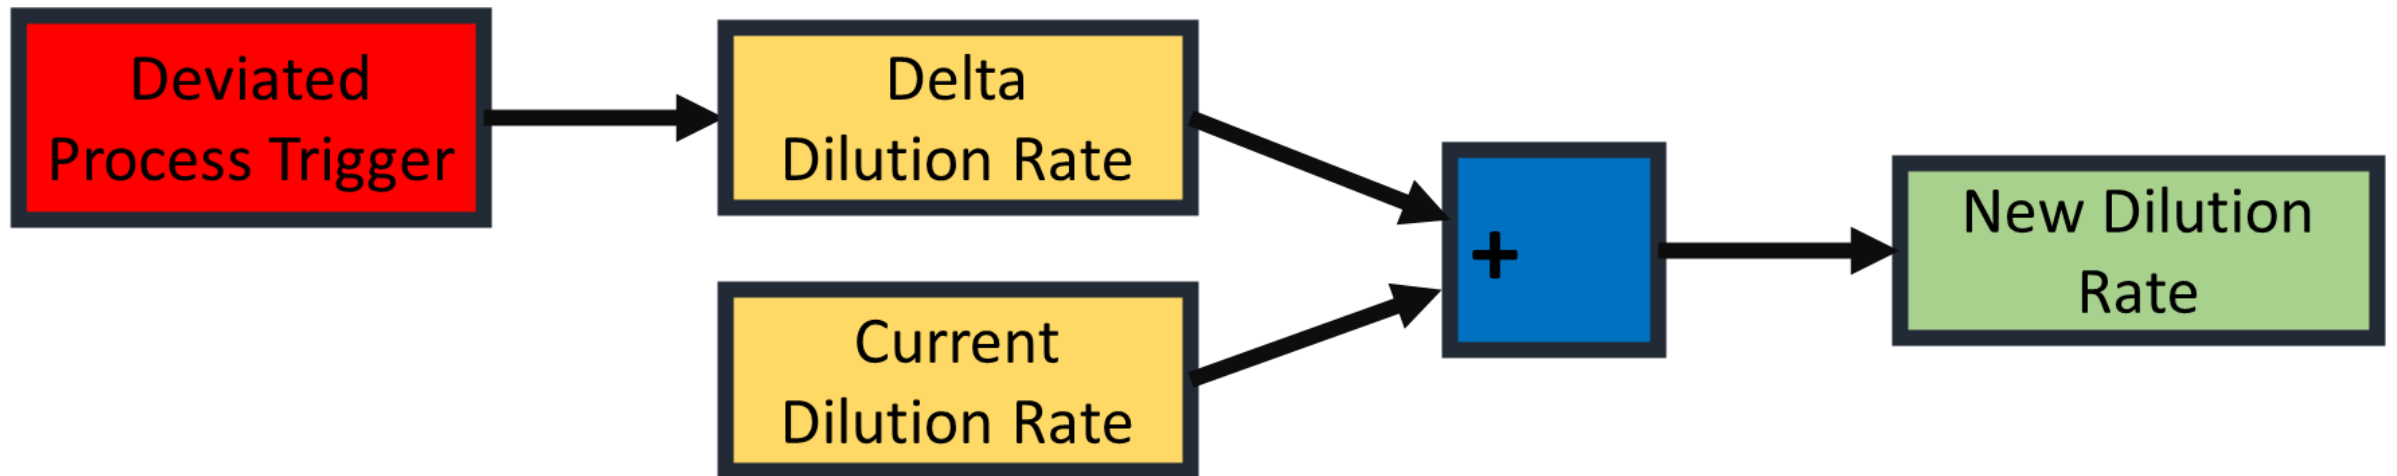 Deviated
Process Trigger
Delta
Dilution Rate
Current
Dilution Rate
+
New Dilution
Rate